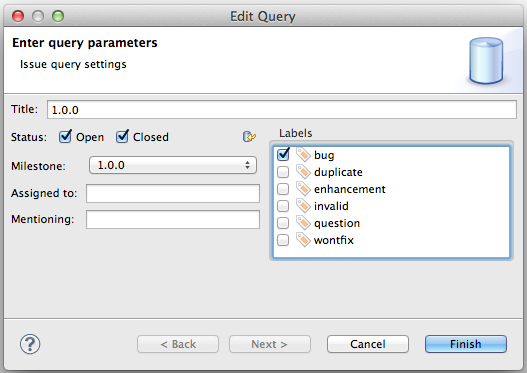 Edit Query
Enter query parameters
Issue query settings
Title: 1.0.0
Status: Open Closed
Labels
Milestone: 1.0.0
Assigned to:
Mentioning:
bug
duplicate
enhancement
invalid
question
wontfix
? < Back Next > Cancel Finish